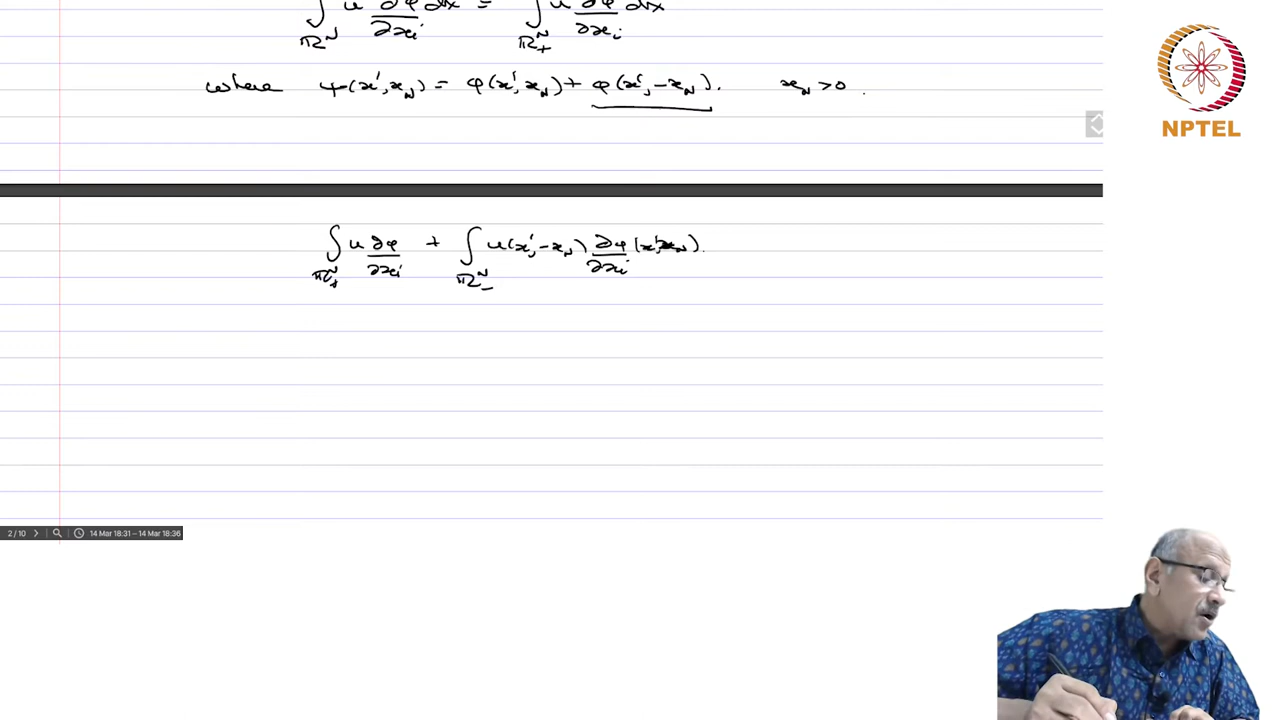 ∫_{ℝ^N} u ∂φ/∂x_i dx = ∫_{ℝ^N_+} u ∂φ/∂x_i dx
where ψ(x', x_N) = φ(x', x_N) + φ(x', -x_N). x_N > 0.
NPTEL
∫_{ℝ^N_+} u ∂φ/∂x_i + ∫_{ℝ^N_-} u(x', -x_N) ∂φ/∂x_i (x', x_N).
2 / 10 14 Mar 18:31 – 14 Mar 18:36